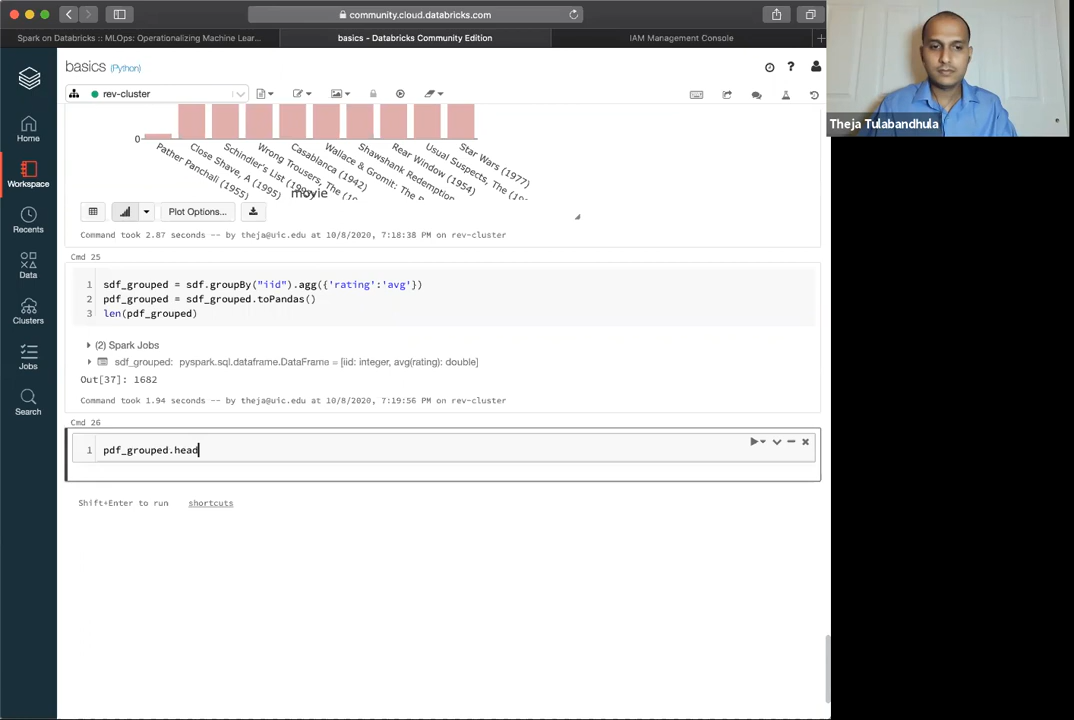 community.cloud.databricks.com
Spark on Databricks :: MLOps: Operationalizing Machine Lear...
basics - Databricks Community Edition
IAM Management Console
basics (Python)
Theja Tulabandhula
rev-cluster
Home
Workspace
Recents
Data
Clusters
Jobs
Search
0
Pather Panchali (1955)
Close Shave, A (1995)
Wrong Trousers, The (1
Casablanca (1942)
Wallace & Gromit: The
Shawshank Redemption
Rear Window (1954)
Usual Suspects, The (1
Star Wars (1977)
movie
Plot Options...
Command took 2.87 seconds -- by theja@uic.edu at 10/8/2020, 7:18:38 PM on rev-cluster
Cmd 25
1 sdf_grouped = sdf.groupBy("iid").agg({'rating':'avg'})
2 pdf_grouped = sdf_grouped.toPandas()
3 len(pdf_grouped)
(2) Spark Jobs
sdf_grouped: pyspark.sql.dataframe.DataFrame = [iid: integer, avg(rating): double]
Out[37]: 1682
Command took 1.94 seconds -- by theja@uic.edu at 10/8/2020, 7:19:56 PM on rev-cluster
Cmd 26
1 pdf_grouped.head
Shift+Enter to run shortcuts